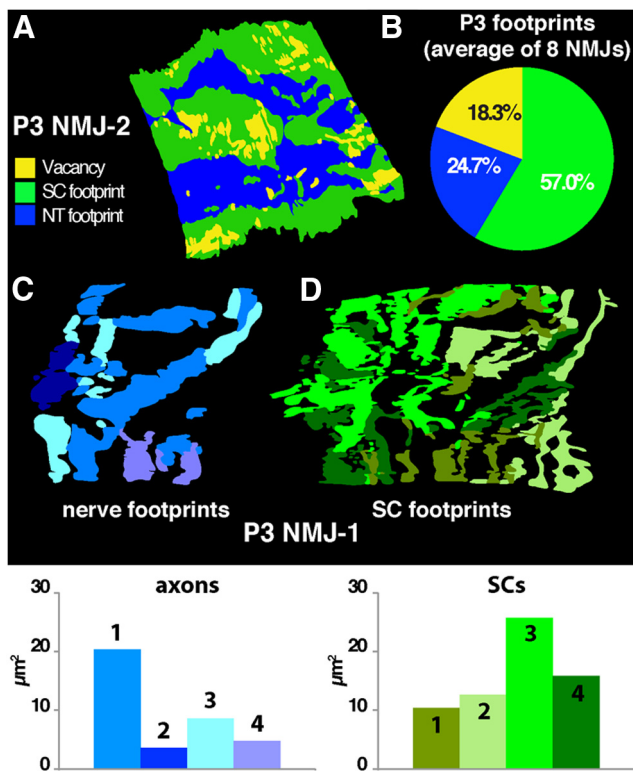 A
B
P3 footprints
(average of 8 NMJs)
P3 NMJ-2
Vacancy
SC footprint
NT footprint
18.3%
24.7%
57.0%
C
D
nerve footprints
SC footprints
P3 NMJ-1
axons
SCs
30
20
10
0
µm²
1
2
3
4
30
20
10
0
µm²
1
2
3
4